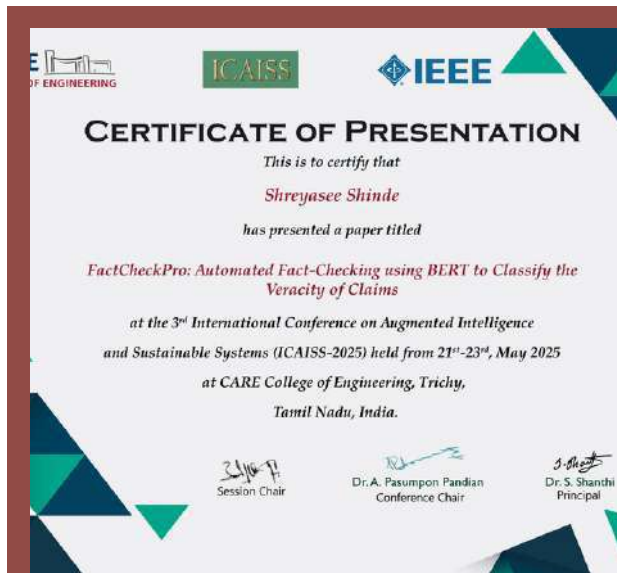 E
OF ENGINEERING
ICAISS
IEEE
CERTIFICATE OF PRESENTATION
This is to certify that
Shreyasee Shinde
has presented a paper titled
FactCheckPro: Automated Fact-Checking using BERT to Classify the
Veracity of Claims
at the 3rd International Conference on Augmented Intelligence
and Sustainable Systems (ICAISS-2025) held from 21st-23rd, May 2025
at CARE College of Engineering, Trichy,
Tamil Nadu, India.
Session Chair
Dr. A. Pasumpon Pandian
Conference Chair
Dr. S. Shanthi
Principal